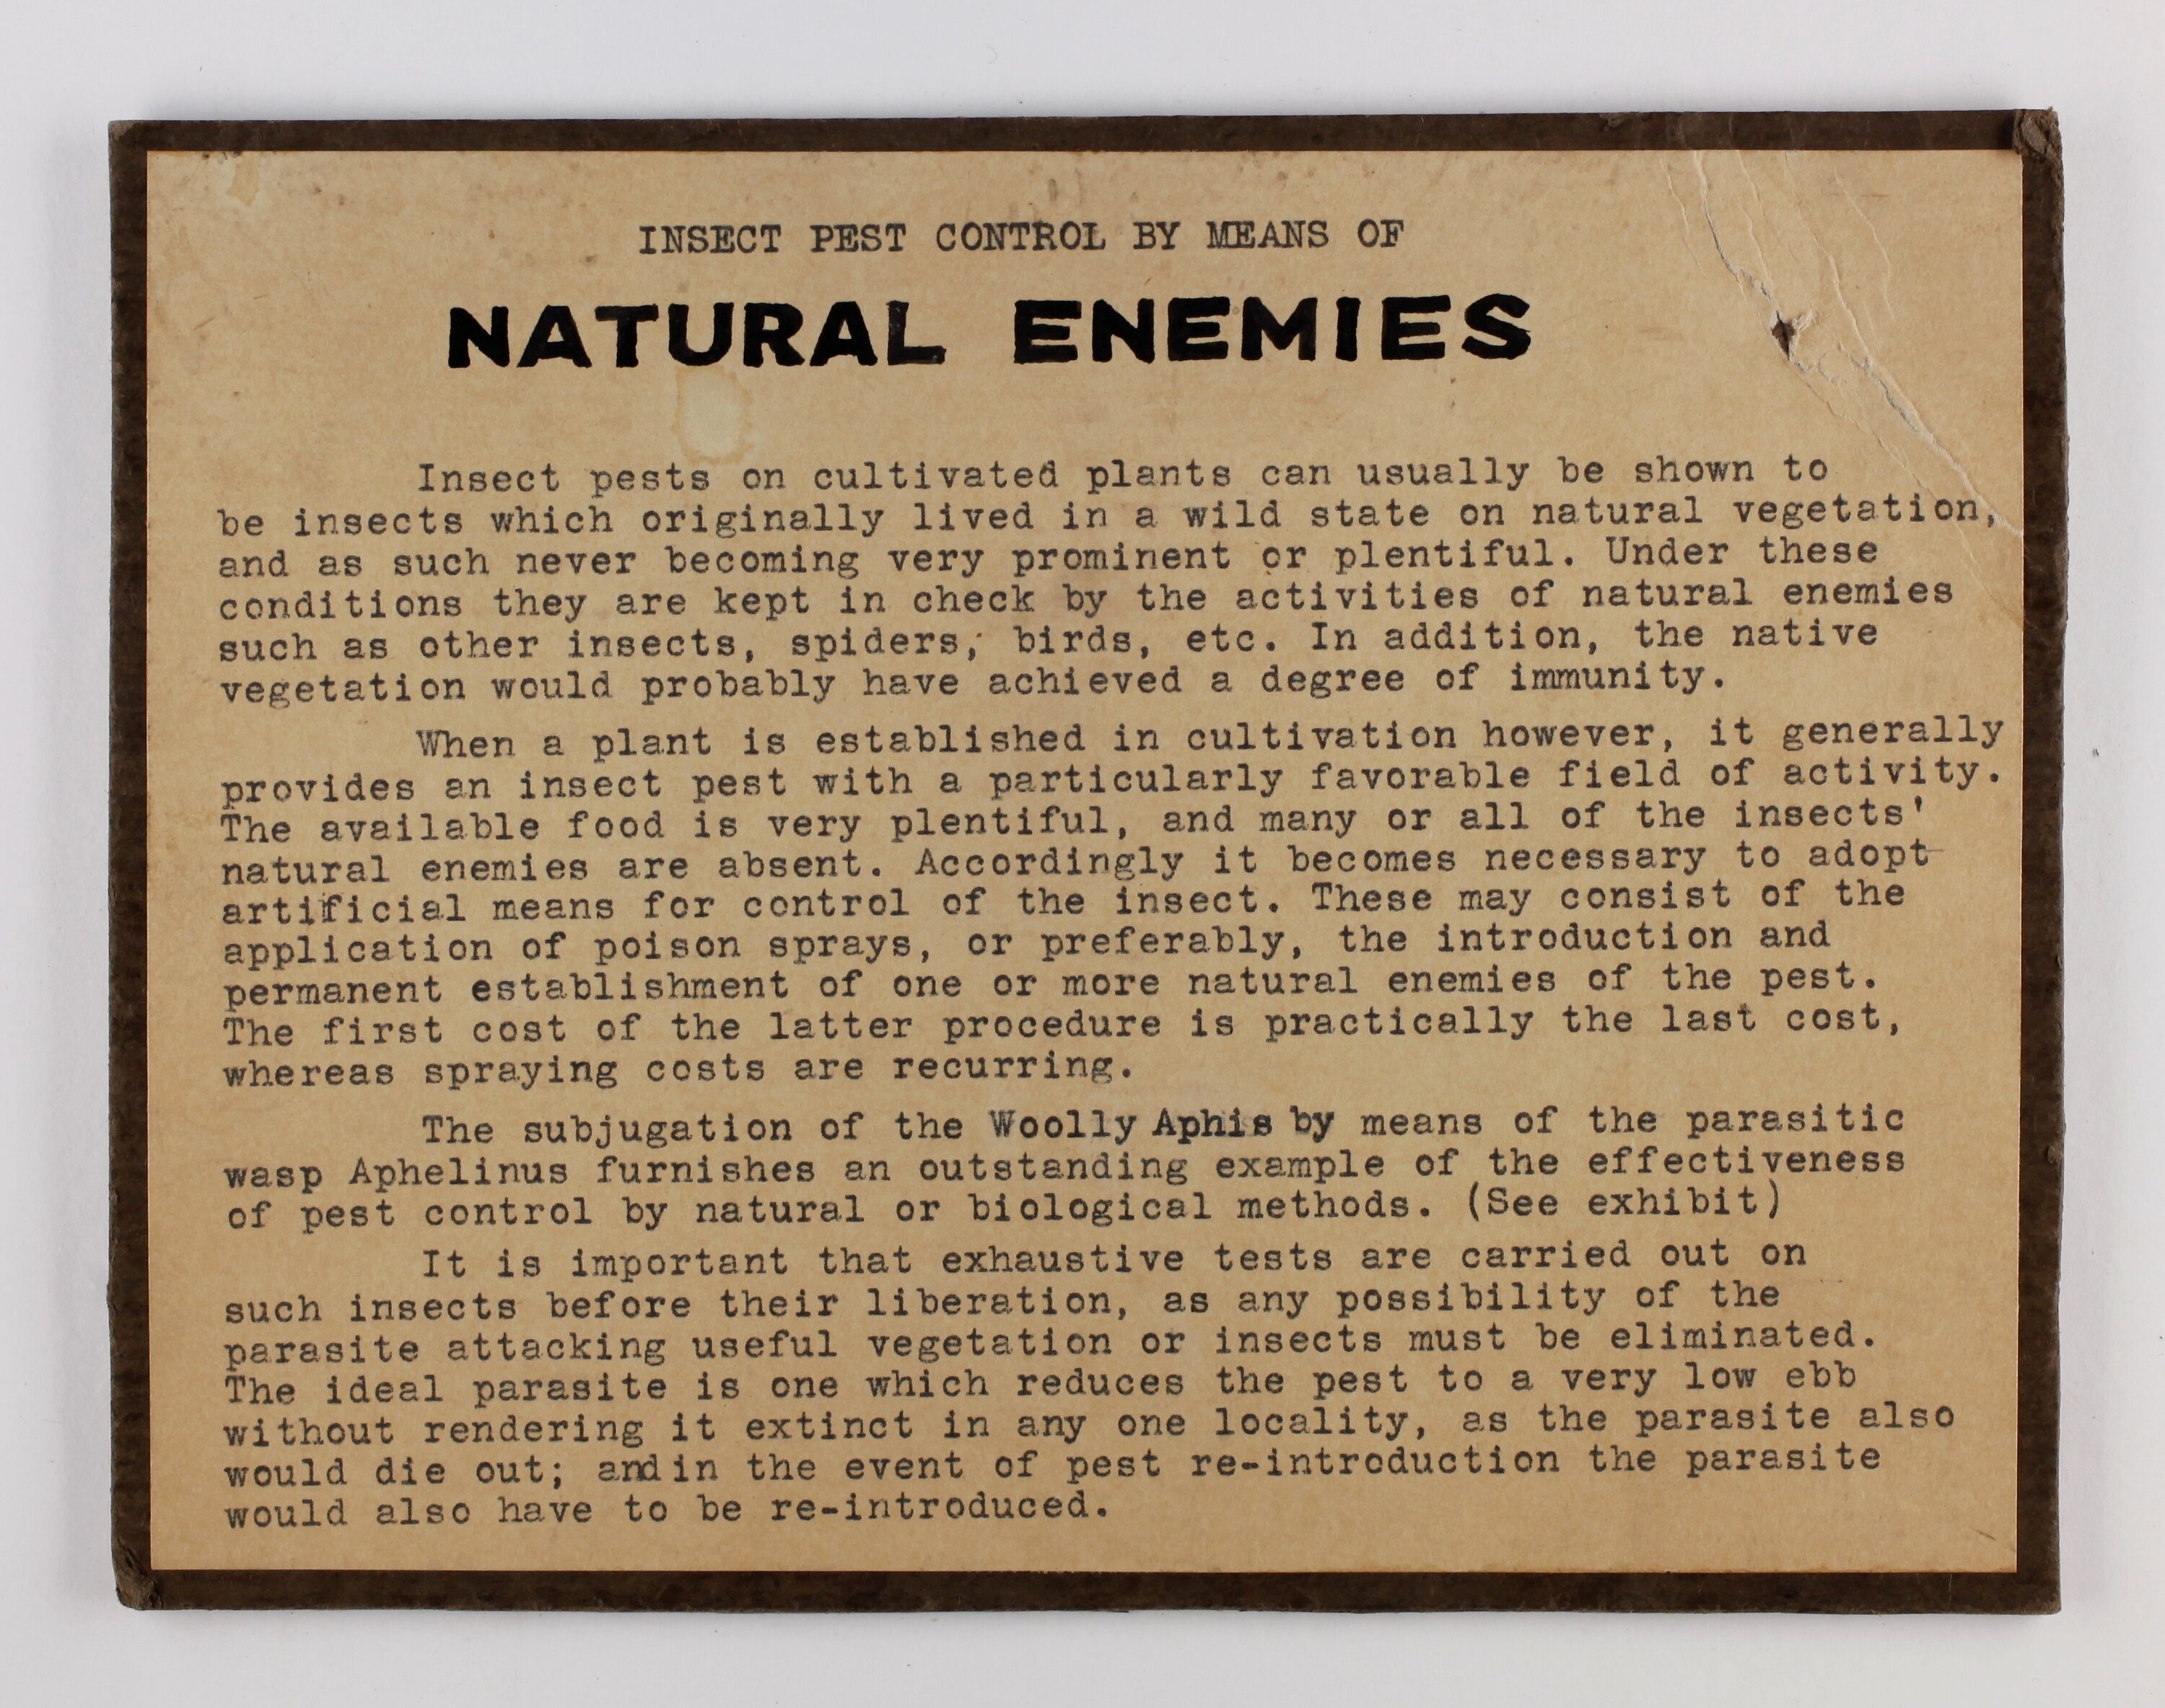 INSECT PEST CONTROL BY MEANS OF
NATURAL ENEMIES
Insect pests on cultivated plants can usually be shown to
be insects which originally lived in a wild state on natural vegetation,
and as such never becoming very prominent or plentiful. Under these
conditions they are kept in check by the activities of natural enemies
such as other insects, spiders, birds, etc. In addition, the native
vegetation would probably have achieved a degree of immunity.
When a plant is established in cultivation however, it generally
provides an insect pest with a particularly favorable field of activity.
The available food is very plentiful, and many or all of the insects'
natural enemies are absent. Accordingly it becomes necessary to adopt
artificial means for control of the insect. These may consist of the
application of poison sprays, or preferably, the introduction and
permanent establishment of one or more natural enemies of the pest.
The first cost of the latter procedure is practically the last cost,
whereas spraying costs are recurring.
The subjugation of the Woolly Aphis by means of the parasitic
wasp Aphelinus furnishes an outstanding example of the effectiveness
of pest control by natural or biological methods. (See exhibit)
It is important that exhaustive tests are carried out on
such insects before their liberation, as any possibility of the
parasite attacking useful vegetation or insects must be eliminated.
The ideal parasite is one which reduces the pest to a very low ebb
without rendering it extinct in any one locality, as the parasite also
would die out; and in the event of pest re-introduction the parasite
would also have to be re-introduced.